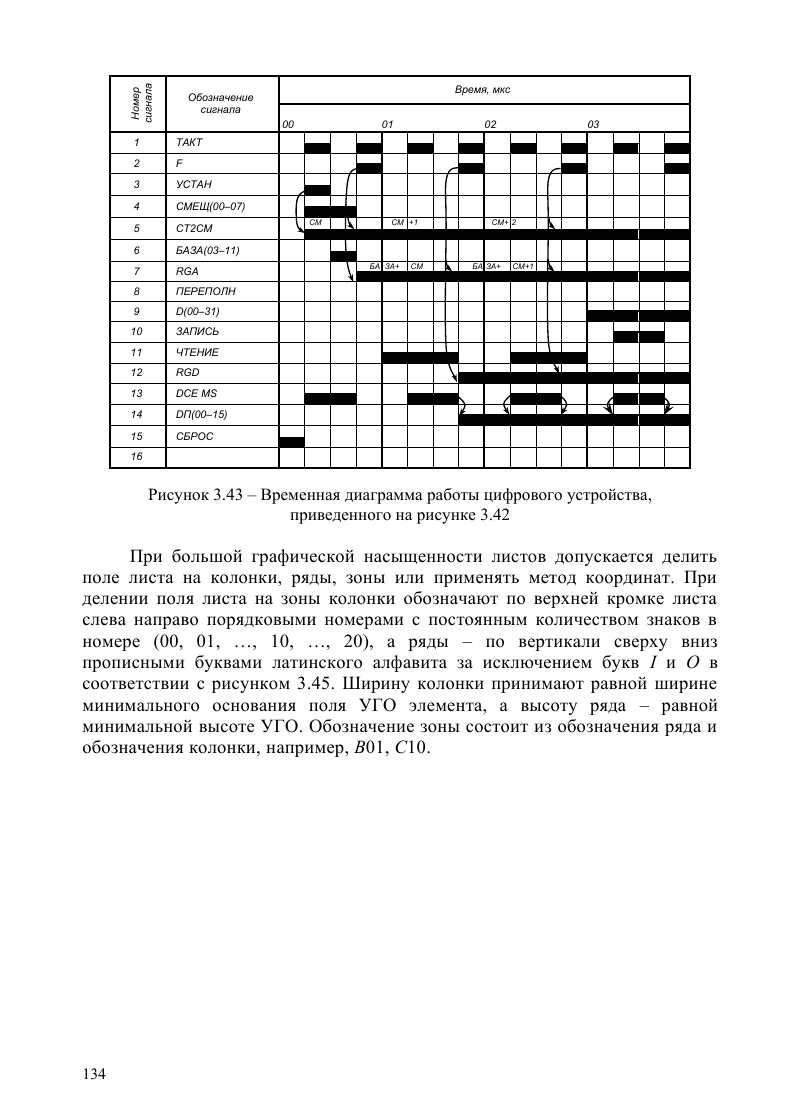 Номер сигнала
Обозначение сигнала
Время, мкс
00 01 02 03
1 ТАКТ
2 F
3 УСТАН
4 СМЕЩ(00–07)
СМ СМ +1 СМ+ 2
5 СТ2СМ
6 БАЗА(03–11)
БА ЗА+ СМ БА ЗА+ СМ+1
7 RGA
8 ПЕРЕПОЛН
9 D(00–31)
10 ЗАПИСЬ
11 ЧТЕНИЕ
12 RGD
13 DCE MS
14 DП(00–15)
15 СБРОС
16
Рисунок 3.43 – Временная диаграмма работы цифрового устройства,
приведенного на рисунке 3.42
При большой графической насыщенности листов допускается делить
поле листа на колонки, ряды, зоны или применять метод координат. При
делении поля листа на зоны колонки обозначают по верхней кромке листа
слева направо порядковыми номерами с постоянным количеством знаков в
номере (00, 01, …, 10, …, 20), а ряды – по вертикали сверху вниз
прописными буквами латинского алфавита за исключением букв I и O в
соответствии с рисунком 3.45. Ширину колонки принимают равной ширине
минимального основания поля УГО элемента, а высоту ряда – равной
минимальной высоте УГО. Обозначение зоны состоит из обозначения ряда и
обозначения колонки, например, B01, C10.
134